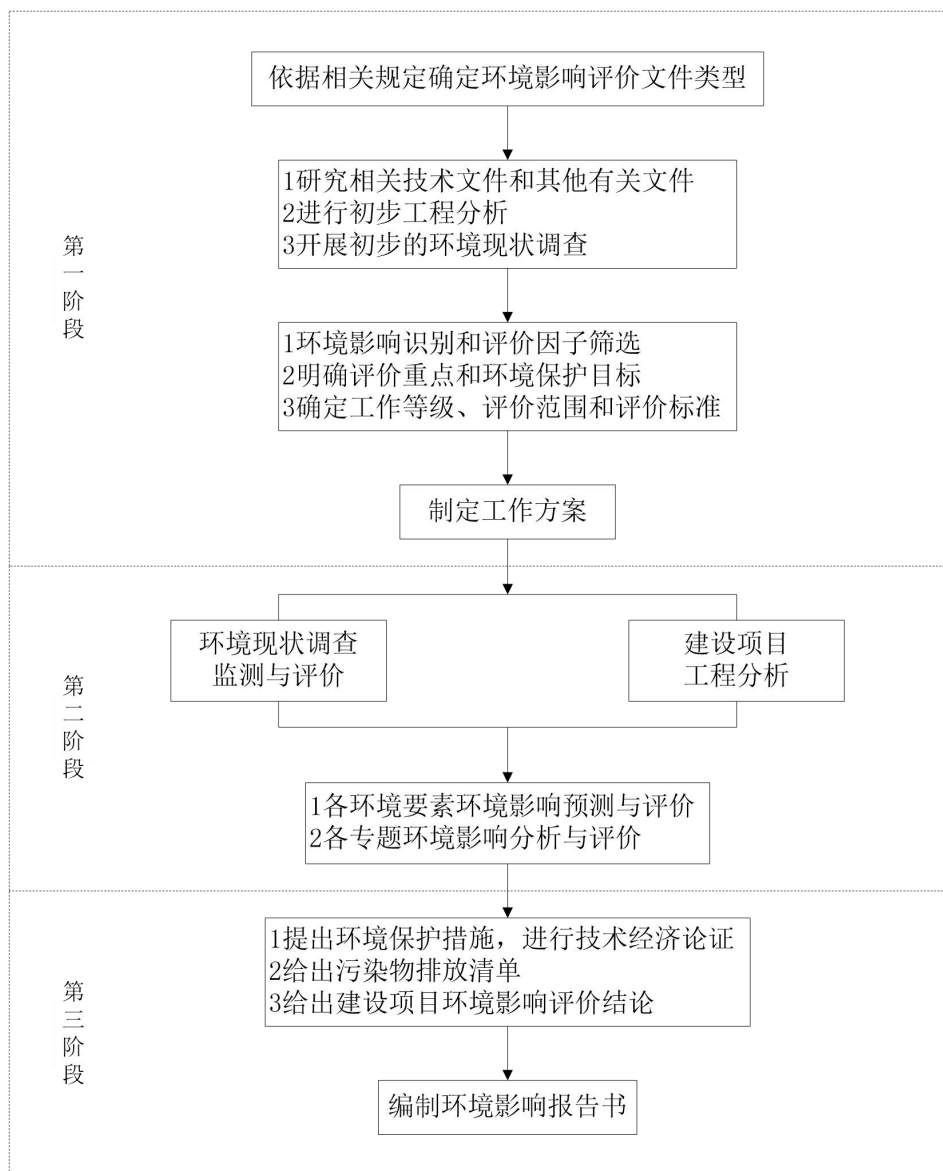 依据相关规定确定环境影响评价文件类型
1研究相关技术文件和其他有关文件
2进行初步工程分析
3开展初步的环境现状调查
第一阶段
1环境影响识别和评价因子筛选
2明确评价重点和环境保护目标
3确定工作等级、评价范围和评价标准
制定工作方案
环境现状调查
监测与评价
建设项目
工程分析
第二阶段
1各环境要素环境影响预测与评价
2各专题环境影响分析与评价
1提出环境保护措施，进行技术经济论证
2给出污染物排放清单
3给出建设项目环境影响评价结论
第三阶段
编制环境影响报告书